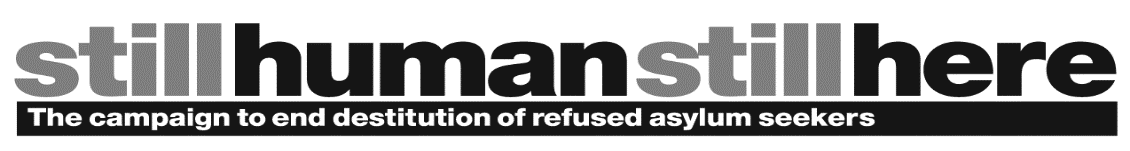 stillhumanstillhere
The campaign to end destitution of refused asylum seekers